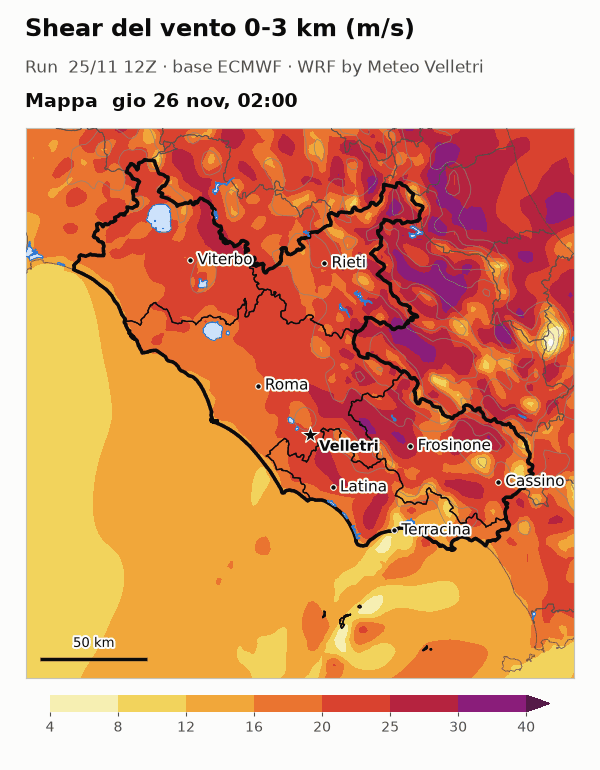 Shear del vento 0-3 km (m/s)
Run 25/11 12Z · base ECMWF · WRF by Meteo Velletri
Mappa gio 26 nov, 02:00
Viterbo
Rieti
Roma
Velletri
Frosinone
Latina
Cassino
Terracina
50 km
4 8 12 16 20 25 30 40